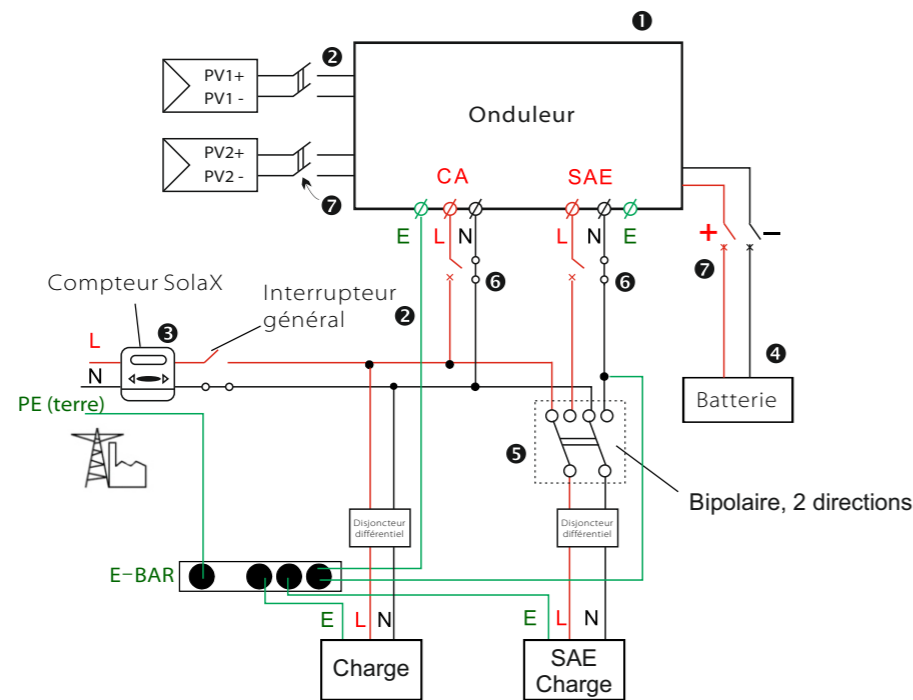 ❶
PV1+
PV1 -
❷
Onduleur
PV2+
PV2 -
❼
CA
SAE
E
L
N
L
N
E
+
−
❻
❻
❼
Compteur SolaX
Interrupteur
général
❷
❸
L
N
❹
Batterie
PE (terre)
❺
Bipolaire, 2 directions
Disjoncteur
différentiel
Disjoncteur
différentiel
E-BAR
E
L
N
E
L
N
Charge
SAE
Charge